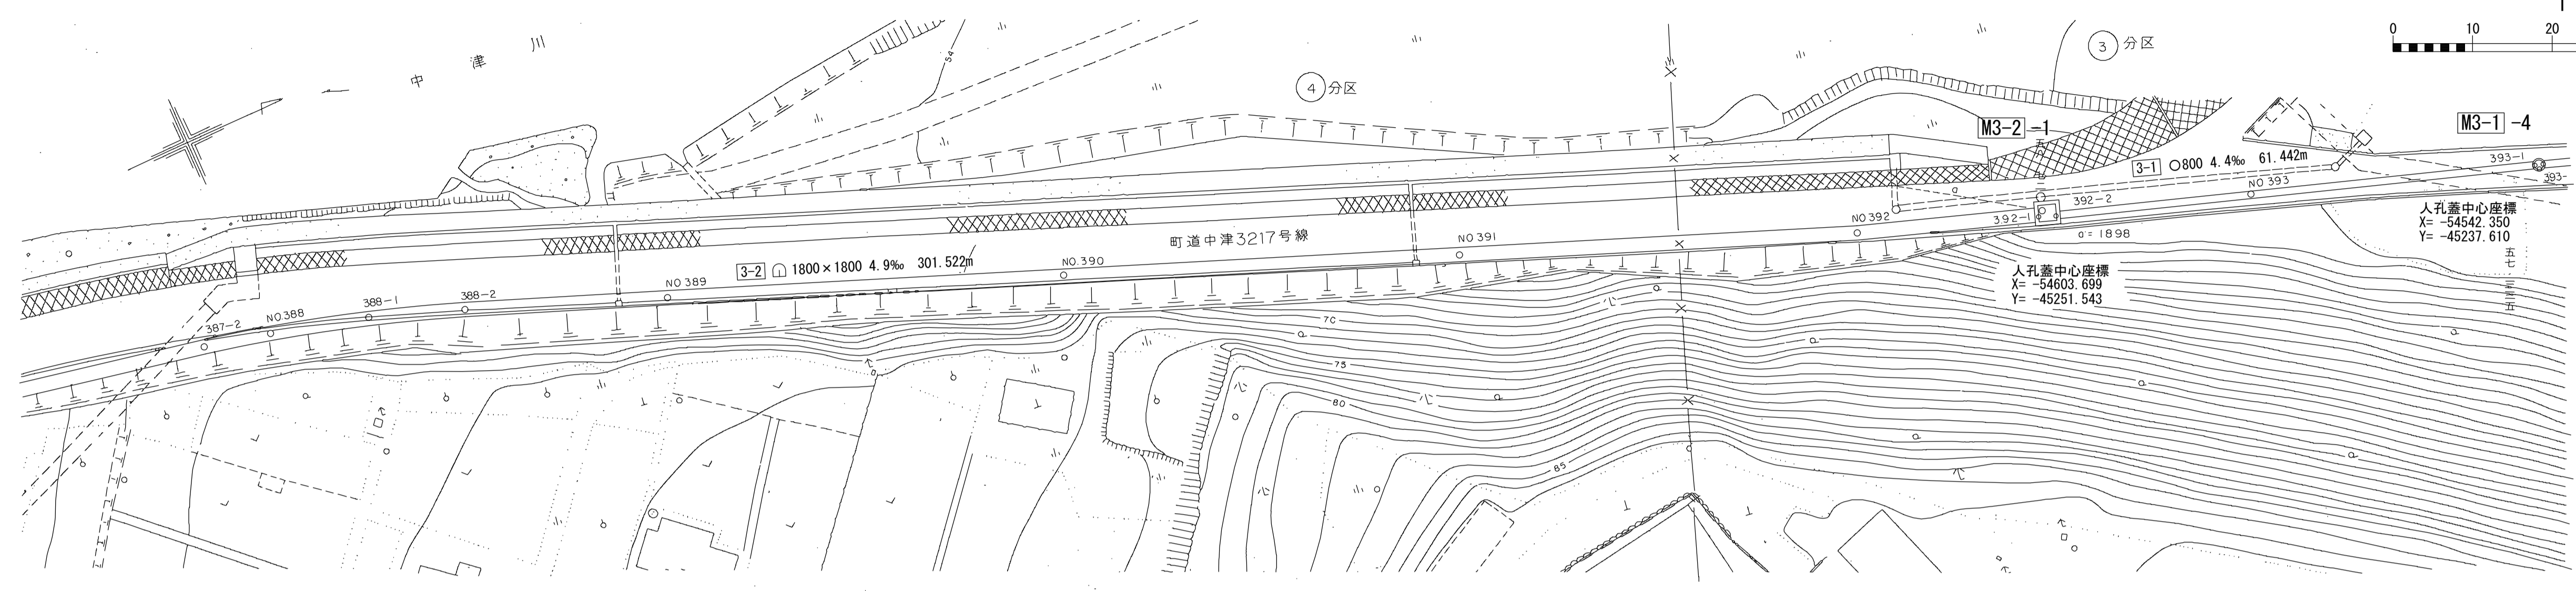 中津川
54
④分区
③分区
0 10 20
M3-2 -1
M3-1 -4
3-1 ○800 4.4‰ 61.442m
393-1
393-
NO 393
392-2
392-1
NO 392
人孔蓋中心座標
X= -54542.350
Y= -45237.610
a=1898
人孔蓋中心座標
X= -54603.699
Y= -45251.543
町道中津3217号線
NO 391
NO.390
3-2 1800×1800 4.9‰ 301.522m
NO 389
388-2
388-1
NO.388
387-2
70
75
80
85